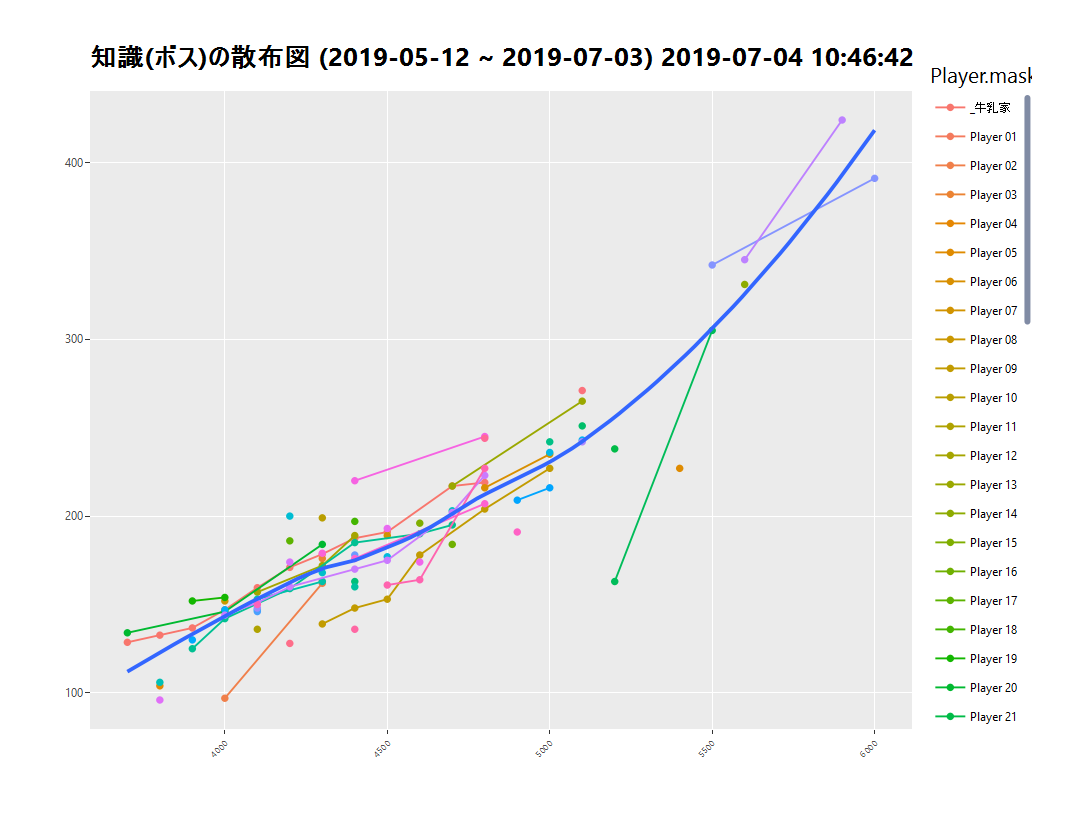 知識(ボス)の散布図 (2019-05-12 ~ 2019-07-03) 2019-07-04 10:46:42
Player.mask
_牛乳家
Player 01
Player 02
Player 03
Player 04
Player 05
Player 06
Player 07
Player 08
Player 09
Player 10
Player 11
Player 12
Player 13
Player 14
Player 15
Player 16
Player 17
Player 18
Player 19
Player 20
Player 21
400
300
200
100
4000 4500 5000 5500 6000